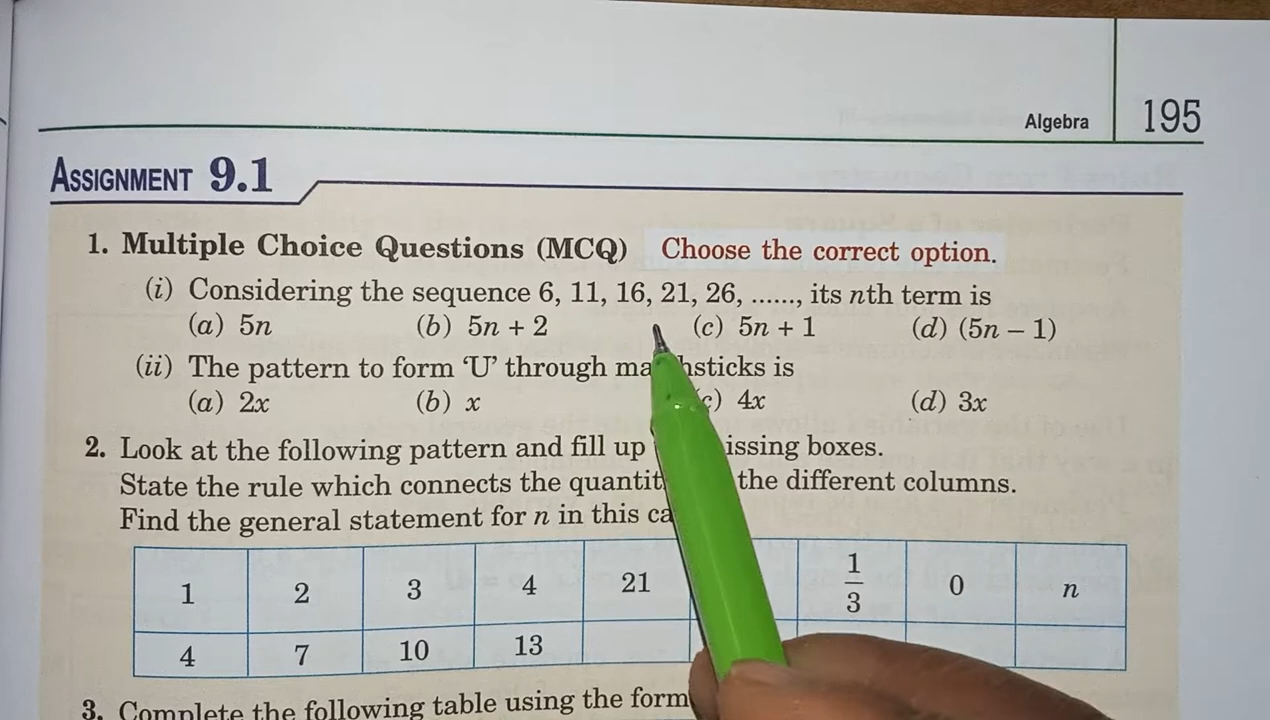 Algebra 195
ASSIGNMENT 9.1
1. Multiple Choice Questions (MCQ) Choose the correct option.
(i) Considering the sequence 6, 11, 16, 21, 26, ......, its nth term is
(a) 5n (b) 5n + 2 (c) 5n + 1 (d) (5n – 1)
(ii) The pattern to form ‘U’ through ma hsticks is
(a) 2x (b) x c) 4x (d) 3x
2. Look at the following pattern and fill up issing boxes.
State the rule which connects the quantit the different columns.
Find the general statement for n in this ca
1 2 3 4 21 1/3 0 n
4 7 10 13
3. Complete the following table using the form